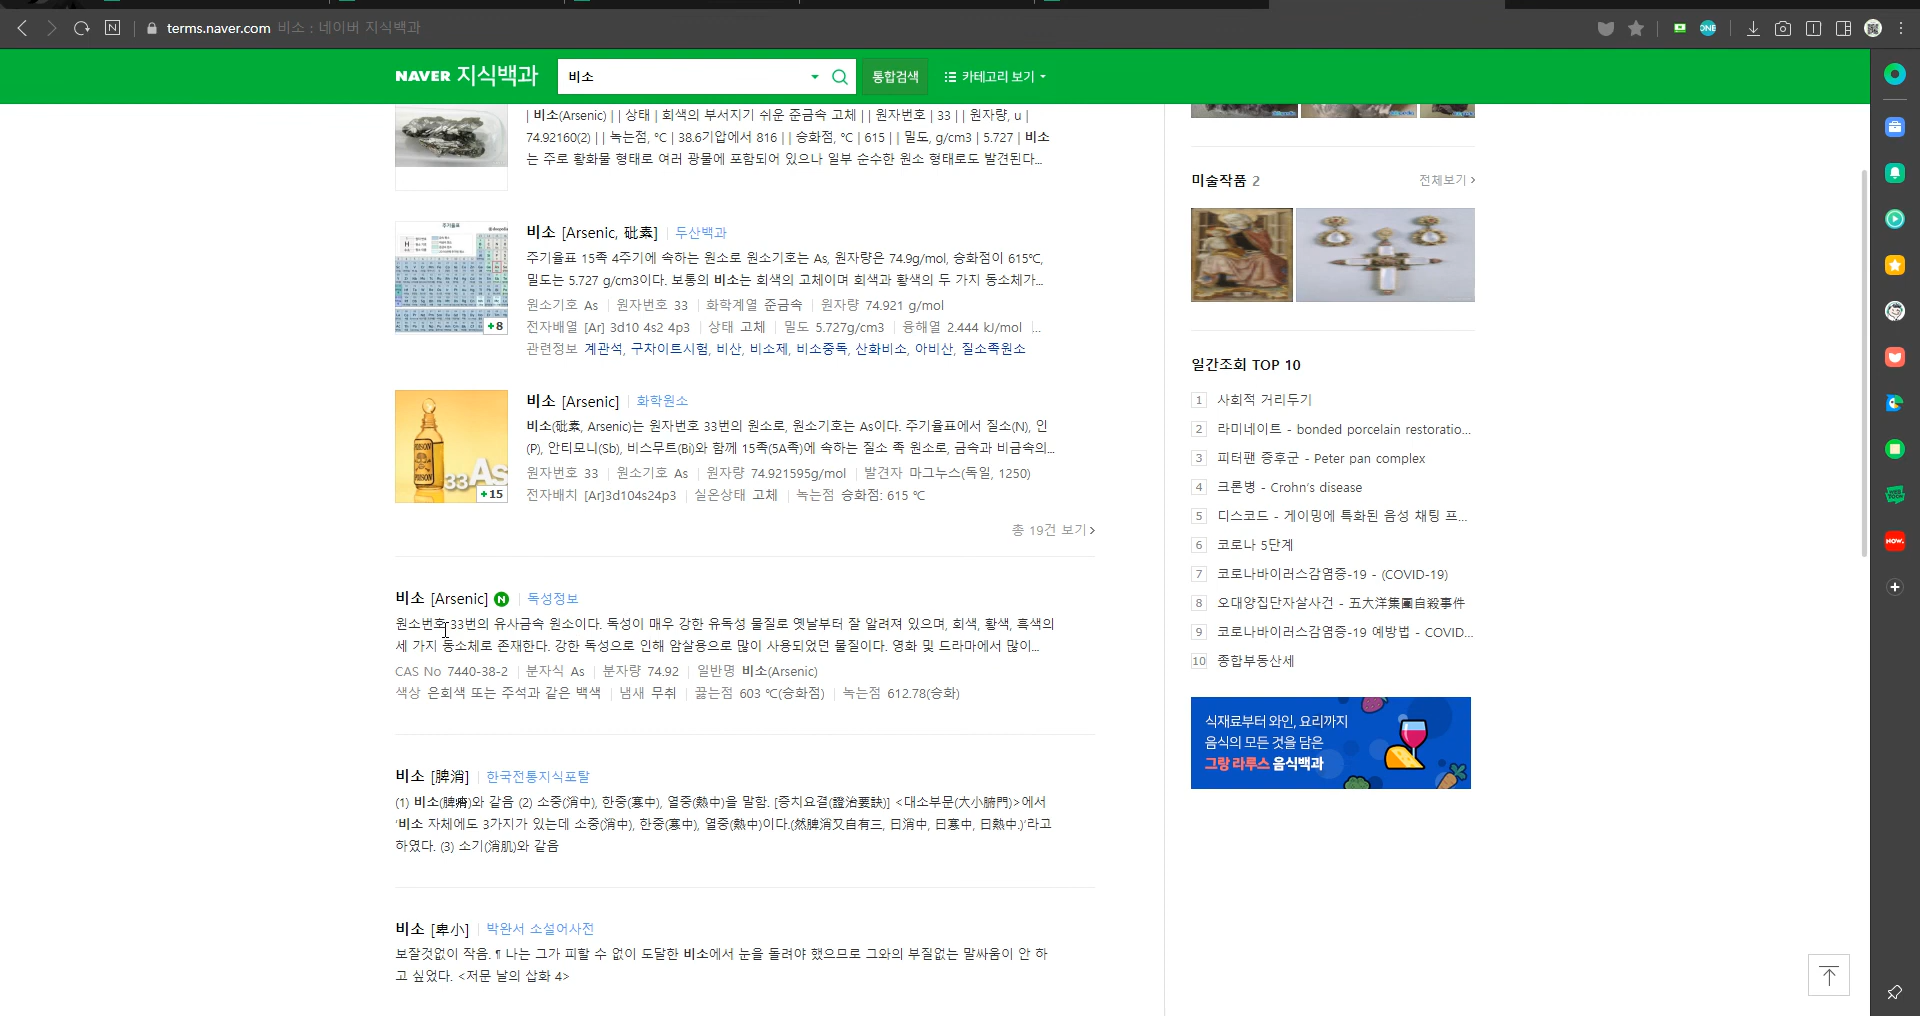 terms.naver.com 비소 : 네이버 지식백과
NAVER 지식백과
비소
통합검색
카테고리 보기
| 비소(Arsenic) | | 상태 | 회색의 부서지기 쉬운 준금속 고체 | | 원자번호 | 33 | | 원자량, u |
74.92160(2) | | 녹는점, ℃ | 38.6기압에서 816 | | 승화점, ℃ | 615 | | 밀도, g/cm3 | 5.727 | 비소
는 주로 황화물 형태로 여러 광물에 포함되어 있으나 일부 순수한 원소 형태로도 발견된다...
주기율표
+8
비소 [Arsenic, 砒素] 두산백과
주기율표 15족 4주기에 속하는 원소로 원소기호는 As, 원자량은 74.9g/mol, 승화점이 615℃,
밀도는 5.727 g/cm3이다. 보통의 비소는 회색의 고체이며 회색과 황색의 두 가지 동소체가...
원소기호 As 원자번호 33 화학계열 준금속 원자량 74.921 g/mol
전자배열 [Ar] 3d10 4s2 4p3 상태 고체 밀도 5.727g/cm3 융해열 2.444 kJ/mol ...
관련정보 계관석, 구차이트시험, 비산, 비소제, 비소중독, 산화비소, 아비산, 질소족원소
POISON
POISON
33As
+15
비소 [Arsenic] 화학원소
비소(砒素, Arsenic)는 원자번호 33번의 원소로, 원소기호는 As이다. 주기율표에서 질소(N), 인
(P), 안티모니(Sb), 비스무트(Bi)와 함께 15족(5A족)에 속하는 질소 족 원소로, 금속과 비금속의...
원자번호 33 원소기호 As 원자량 74.921595g/mol 발견자 마그누스(독일, 1250)
전자배치 [Ar]3d104s24p3 실온상태 고체 녹는점 승화점: 615 ℃
총 19건 보기 >
비소 [Arsenic] N 독성정보
원소번호 33번의 유사금속 원소이다. 독성이 매우 강한 유독성 물질로 옛날부터 잘 알려져 있으며, 회색, 황색, 흑색의
세 가지 동소체로 존재한다. 강한 독성으로 인해 암살용으로 많이 사용되었던 물질이다. 영화 및 드라마에서 많이...
CAS No 7440-38-2 분자식 As 분자량 74.92 일반명 비소(Arsenic)
색상 은회색 또는 주석과 같은 백색 냄새 무취 끓는점 603 ℃(승화점) 녹는점 612.78(승화)
비소 [脾消] 한국전통지식포탈
(1) 비소(脾痟)와 같음 (2) 소중(消中), 한중(寒中), 열중(熱中)을 말함. [증치요결(證治要訣)] <대소부문(大小腑門)>에서
'비소 자체에도 3가지가 있는데 소중(消中), 한중(寒中), 열중(熱中)이다.(然脾消又自有三, 曰消中, 曰寒中, 曰熱中.)'라고
하였다. (3) 소기(消肌)와 같음
비소 [卑小] 박완서 소설어사전
보잘것없이 작음. ¶ 나는 그가 피할 수 없이 도달한 비소에서 눈을 돌려야 했으므로 그와의 부질없는 말싸움이 안 하
고 싶었다. <저문 날의 삽화 4>
미술작품 2
전체보기 >
일간조회 TOP 10
1 사회적 거리두기
2 라미네이트 - bonded porcelain restoratio...
3 피터팬 증후군 - Peter pan complex
4 크론병 - Crohn's disease
5 디스코드 - 게이밍에 특화된 음성 채팅 프...
6 코로나 5단계
7 코로나바이러스감염증-19 - (COVID-19)
8 오대양집단자살사건 - 五大洋集團自殺事件
9 코로나바이러스감염증-19 예방법 - COVID...
10 종합부동산세
식재료부터 와인, 요리까지
음식의 모든 것을 담은
그랑 라루스 음식백과
NOW.